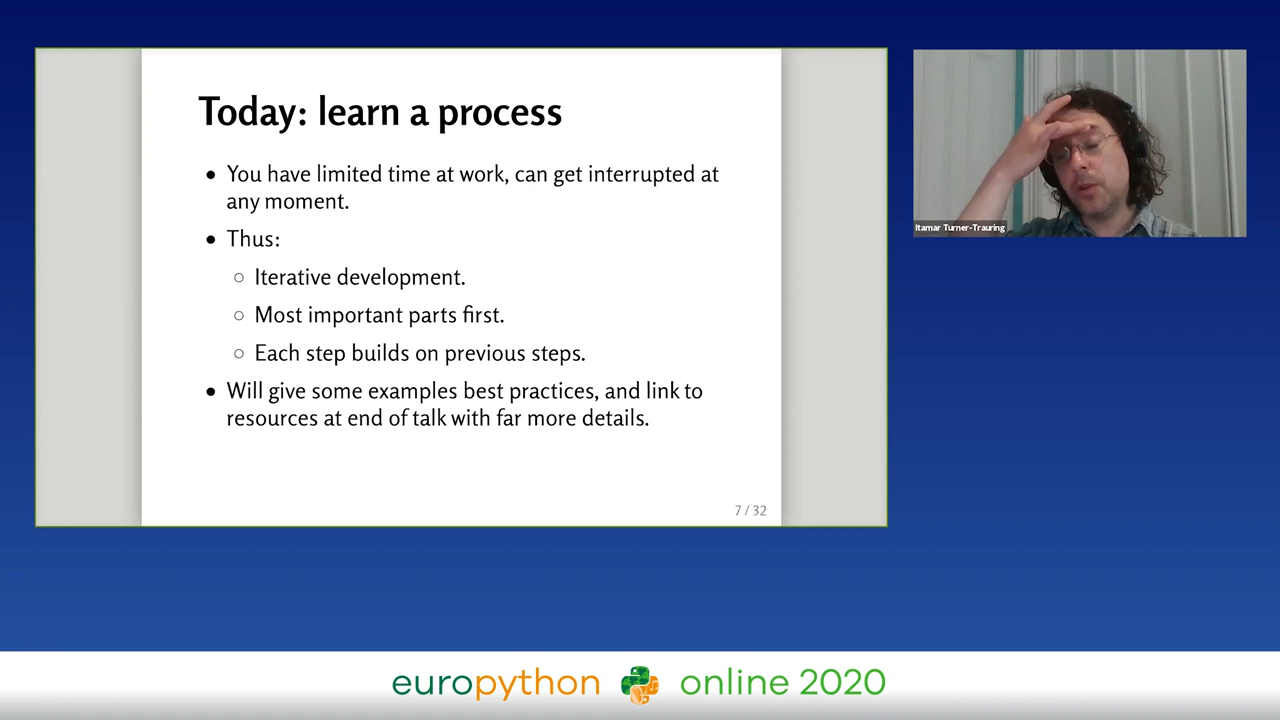 Today: learn a process
You have limited time at work, can get interrupted at
any moment.
Thus:
Iterative development.
Most important parts first.
Each step builds on previous steps.
Will give some examples best practices, and link to
resources at end of talk with far more details.
7 / 32
Itamar Turner-Trauring
europython online 2020